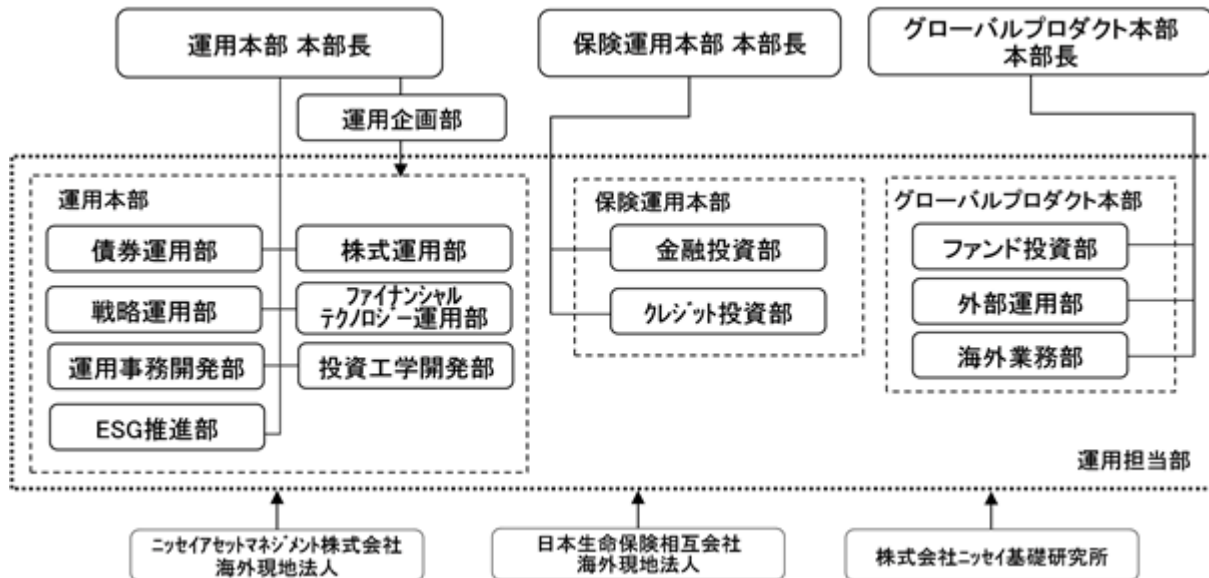 運用本部 本部長
保険運用本部 本部長
グローバルプロダクト本部
本部長
運用企画部
運用本部
債券運用部
株式運用部
戦略運用部
ファイナンシャル
テクノロジー運用部
運用事務開発部
投資工学開発部
ESG推進部
保険運用本部
金融投資部
クレジット投資部
グローバルプロダクト本部
ファンド投資部
外部運用部
海外業務部
運用担当部
ニッセイアセットマネジメント株式会社
海外現地法人
日本生命保険相互会社
海外現地法人
株式会社ニッセイ基礎研究所